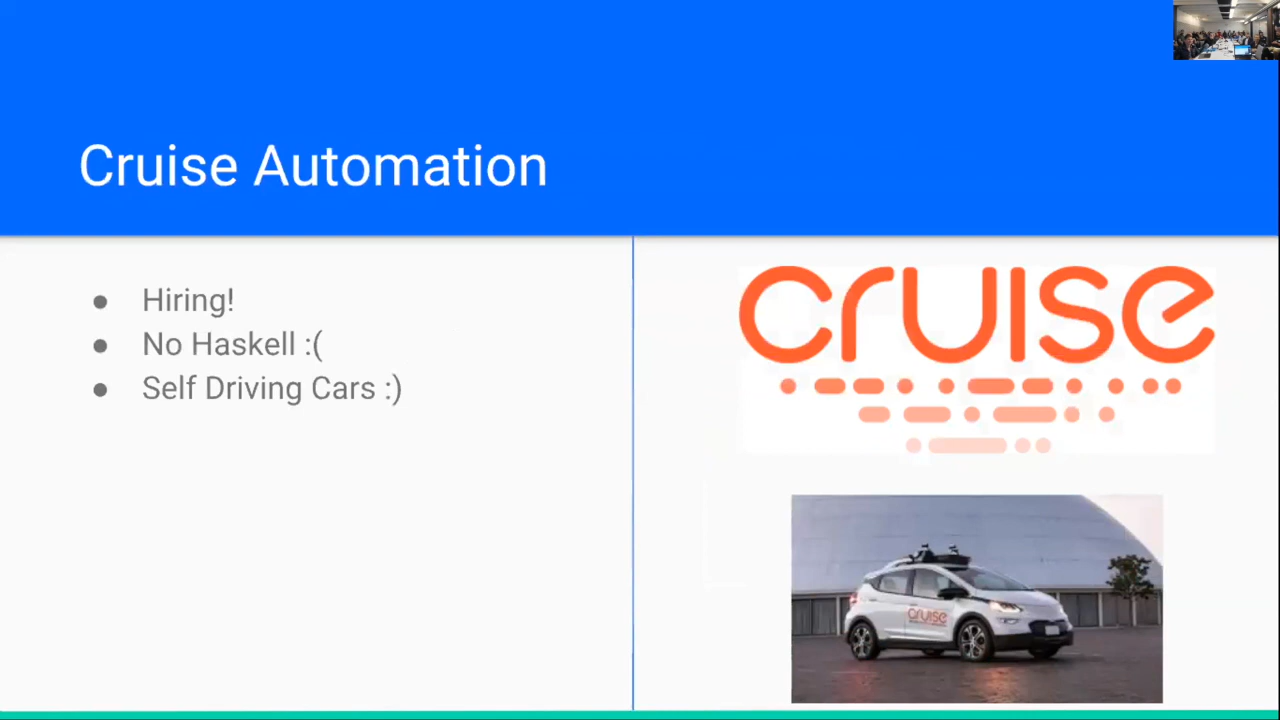 Cruise Automation
● Hiring!
● No Haskell :(
● Self Driving Cars :)
cruise
cruise